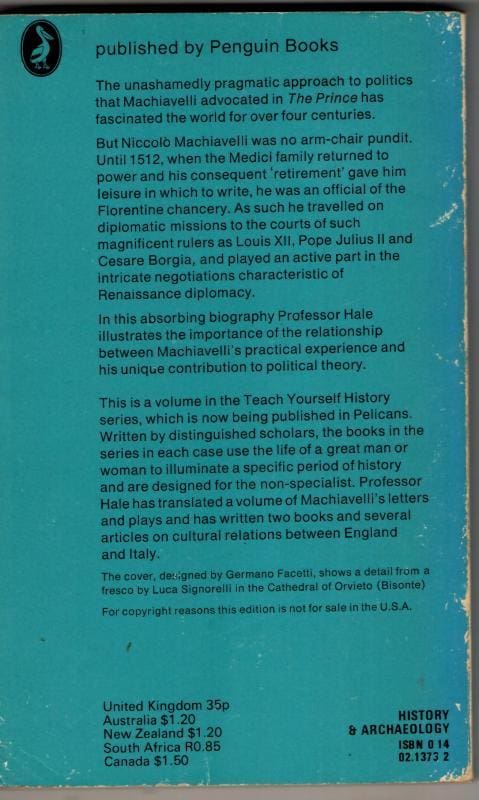 published by Penguin Books
The unashamedly pragmatic approach to politics
that Machiavelli advocated in The Prince has
fascinated the world for over four centuries.
But Niccolò Machiavelli was no arm-chair pundit.
Until 1512, when the Medici family returned to
power and his consequent 'retirement' gave him
leisure in which to write, he was an official of the
Florentine chancery. As such he travelled on
diplomatic missions to the courts of such
magnificent rulers as Louis XII, Pope Julius II and
Cesare Borgia, and played an active part in the
intricate negotiations characteristic of
Renaissance diplomacy.
In this absorbing biography Professor Hale
illustrates the importance of the relationship
between Machiavelli's practical experience and
his unique contribution to political theory.
This is a volume in the Teach Yourself History
series, which is now being published in Pelicans.
Written by distinguished scholars, the books in the
series in each case use the life of a great man or
woman to illuminate a specific period of history
and are designed for the non-specialist. Professor
Hale has translated a volume of Machiavelli's letters
and plays and has written two books and several
articles on cultural relations between England
and Italy.
The cover, designed by Germano Facetti, shows a detail from a
fresco by Luca Signorelli in the Cathedral of Orvieto (Bisonte)
For copyright reasons this edition is not for sale in the U.S.A.
United Kingdom 35p
Australia $1.20
New Zealand $1.20
South Africa R0.85
Canada $1.50
HISTORY
& ARCHAEOLOGY
ISBN 0 14
02.1373 2